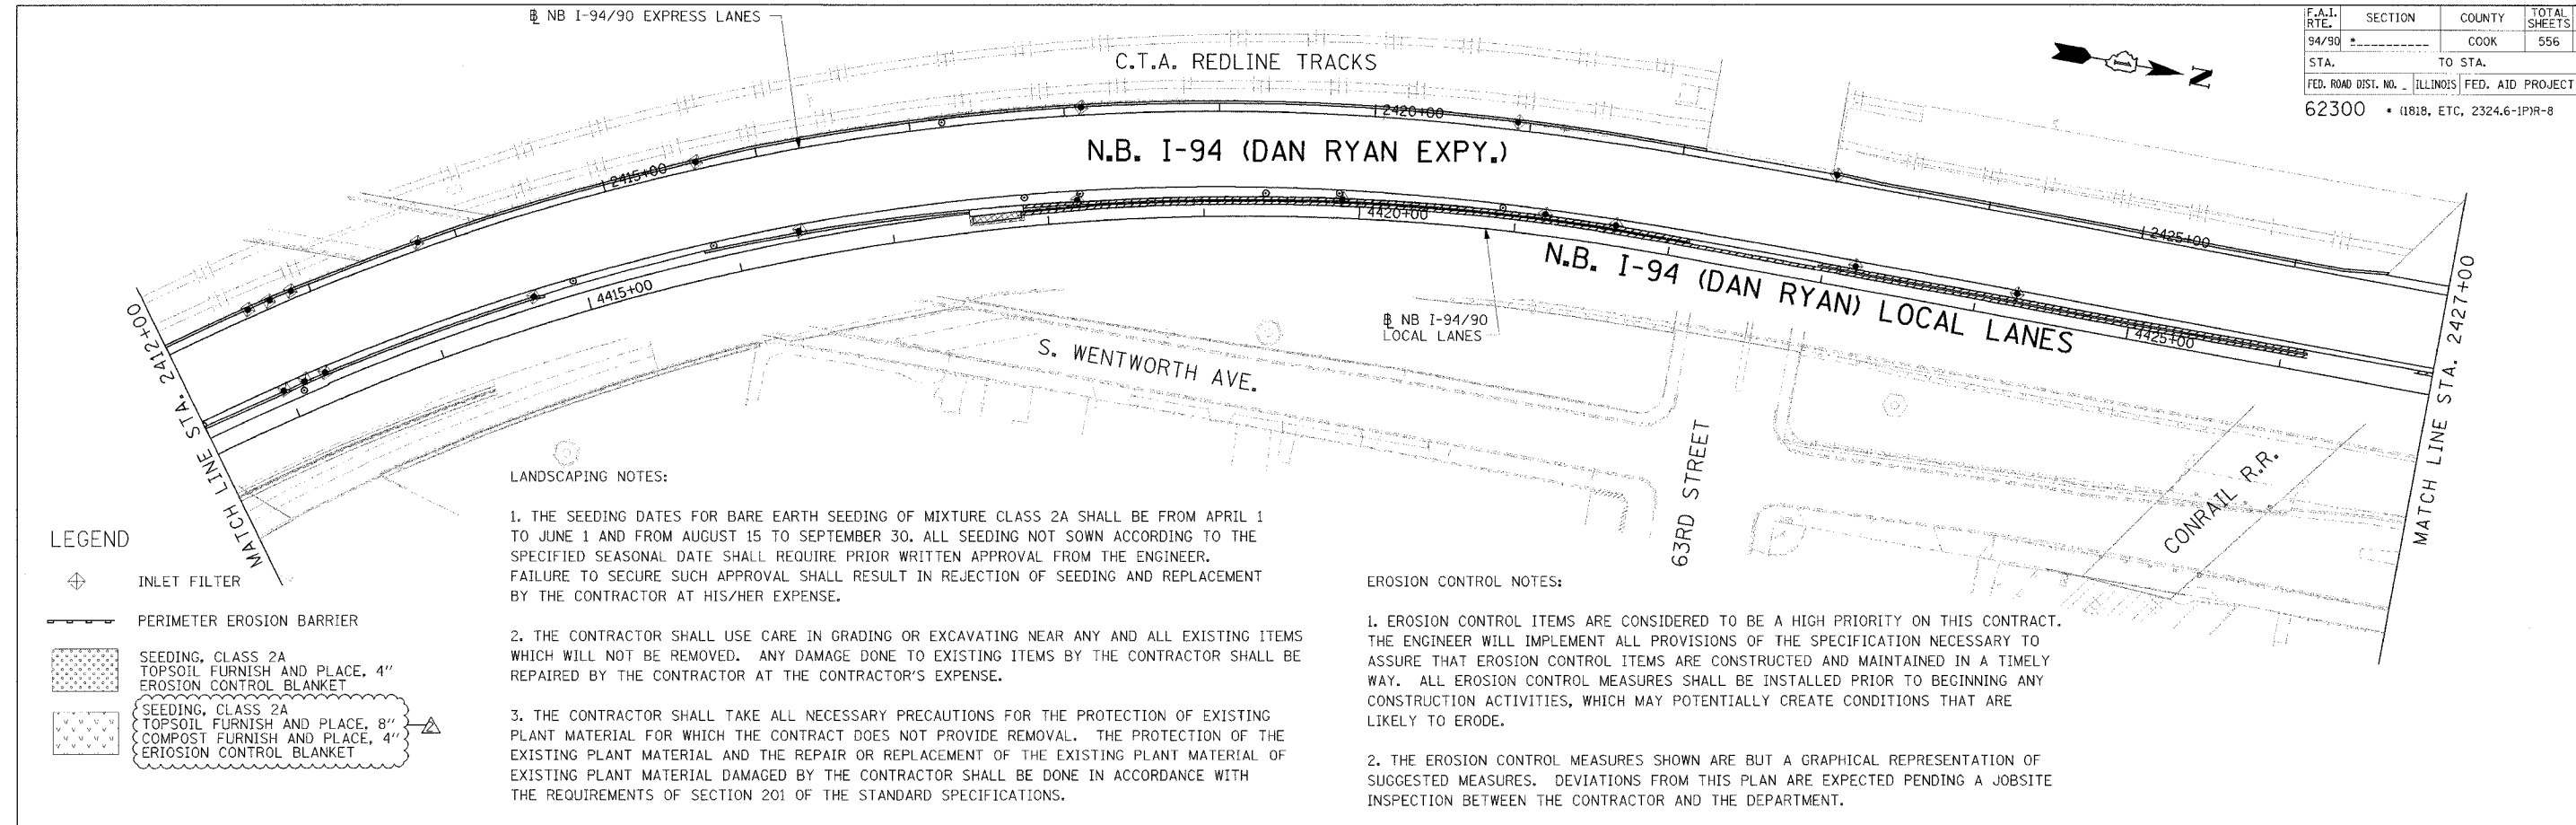 ℄ NB I-94/90 EXPRESS LANES
C.T.A. REDLINE TRACKS
N
F.A.I. RTE. SECTION COUNTY TOTAL SHEETS
94/90 *----------- COOK 556
STA. TO STA.
FED. ROAD DIST. NO. _ ILLINOIS FED. AID PROJECT
62300 * (1818, ETC, 2324.6-1P)R-8
2415+00
2420+00
2425+00
N.B. I-94 (DAN RYAN EXPY.)
4415+00
4420+00
4425+00
N.B. I-94 (DAN RYAN) LOCAL LANES
℄ NB I-94/90
LOCAL LANES
S. WENTWORTH AVE.
63RD STREET
CONRAIL R.R.
MATCH LINE STA. 2412+00
MATCH LINE STA. 2427+00
LEGEND
INLET FILTER
PERIMETER EROSION BARRIER
SEEDING, CLASS 2A
TOPSOIL FURNISH AND PLACE, 4"
EROSION CONTROL BLANKET
SEEDING, CLASS 2A
TOPSOIL FURNISH AND PLACE, 8"
COMPOST FURNISH AND PLACE, 4"
ERIOSION CONTROL BLANKET
2
LANDSCAPING NOTES:
1. THE SEEDING DATES FOR BARE EARTH SEEDING OF MIXTURE CLASS 2A SHALL BE FROM APRIL 1
TO JUNE 1 AND FROM AUGUST 15 TO SEPTEMBER 30. ALL SEEDING NOT SOWN ACCORDING TO THE
SPECIFIED SEASONAL DATE SHALL REQUIRE PRIOR WRITTEN APPROVAL FROM THE ENGINEER.
FAILURE TO SECURE SUCH APPROVAL SHALL RESULT IN REJECTION OF SEEDING AND REPLACEMENT
BY THE CONTRACTOR AT HIS/HER EXPENSE.
2. THE CONTRACTOR SHALL USE CARE IN GRADING OR EXCAVATING NEAR ANY AND ALL EXISTING ITEMS
WHICH WILL NOT BE REMOVED. ANY DAMAGE DONE TO EXISTING ITEMS BY THE CONTRACTOR SHALL BE
REPAIRED BY THE CONTRACTOR AT THE CONTRACTOR'S EXPENSE.
3. THE CONTRACTOR SHALL TAKE ALL NECESSARY PRECAUTIONS FOR THE PROTECTION OF EXISTING
PLANT MATERIAL FOR WHICH THE CONTRACT DOES NOT PROVIDE REMOVAL. THE PROTECTION OF THE
EXISTING PLANT MATERIAL AND THE REPAIR OR REPLACEMENT OF THE EXISTING PLANT MATERIAL OF
EXISTING PLANT MATERIAL DAMAGED BY THE CONTRACTOR SHALL BE DONE IN ACCORDANCE WITH
THE REQUIREMENTS OF SECTION 201 OF THE STANDARD SPECIFICATIONS.
EROSION CONTROL NOTES:
1. EROSION CONTROL ITEMS ARE CONSIDERED TO BE A HIGH PRIORITY ON THIS CONTRACT.
THE ENGINEER WILL IMPLEMENT ALL PROVISIONS OF THE SPECIFICATION NECESSARY TO
ASSURE THAT EROSION CONTROL ITEMS ARE CONSTRUCTED AND MAINTAINED IN A TIMELY
WAY. ALL EROSION CONTROL MEASURES SHALL BE INSTALLED PRIOR TO BEGINNING ANY
CONSTRUCTION ACTIVITIES, WHICH MAY POTENTIALLY CREATE CONDITIONS THAT ARE
LIKELY TO ERODE.
2. THE EROSION CONTROL MEASURES SHOWN ARE BUT A GRAPHICAL REPRESENTATION OF
SUGGESTED MEASURES. DEVIATIONS FROM THIS PLAN ARE EXPECTED PENDING A JOBSITE
INSPECTION BETWEEN THE CONTRACTOR AND THE DEPARTMENT.